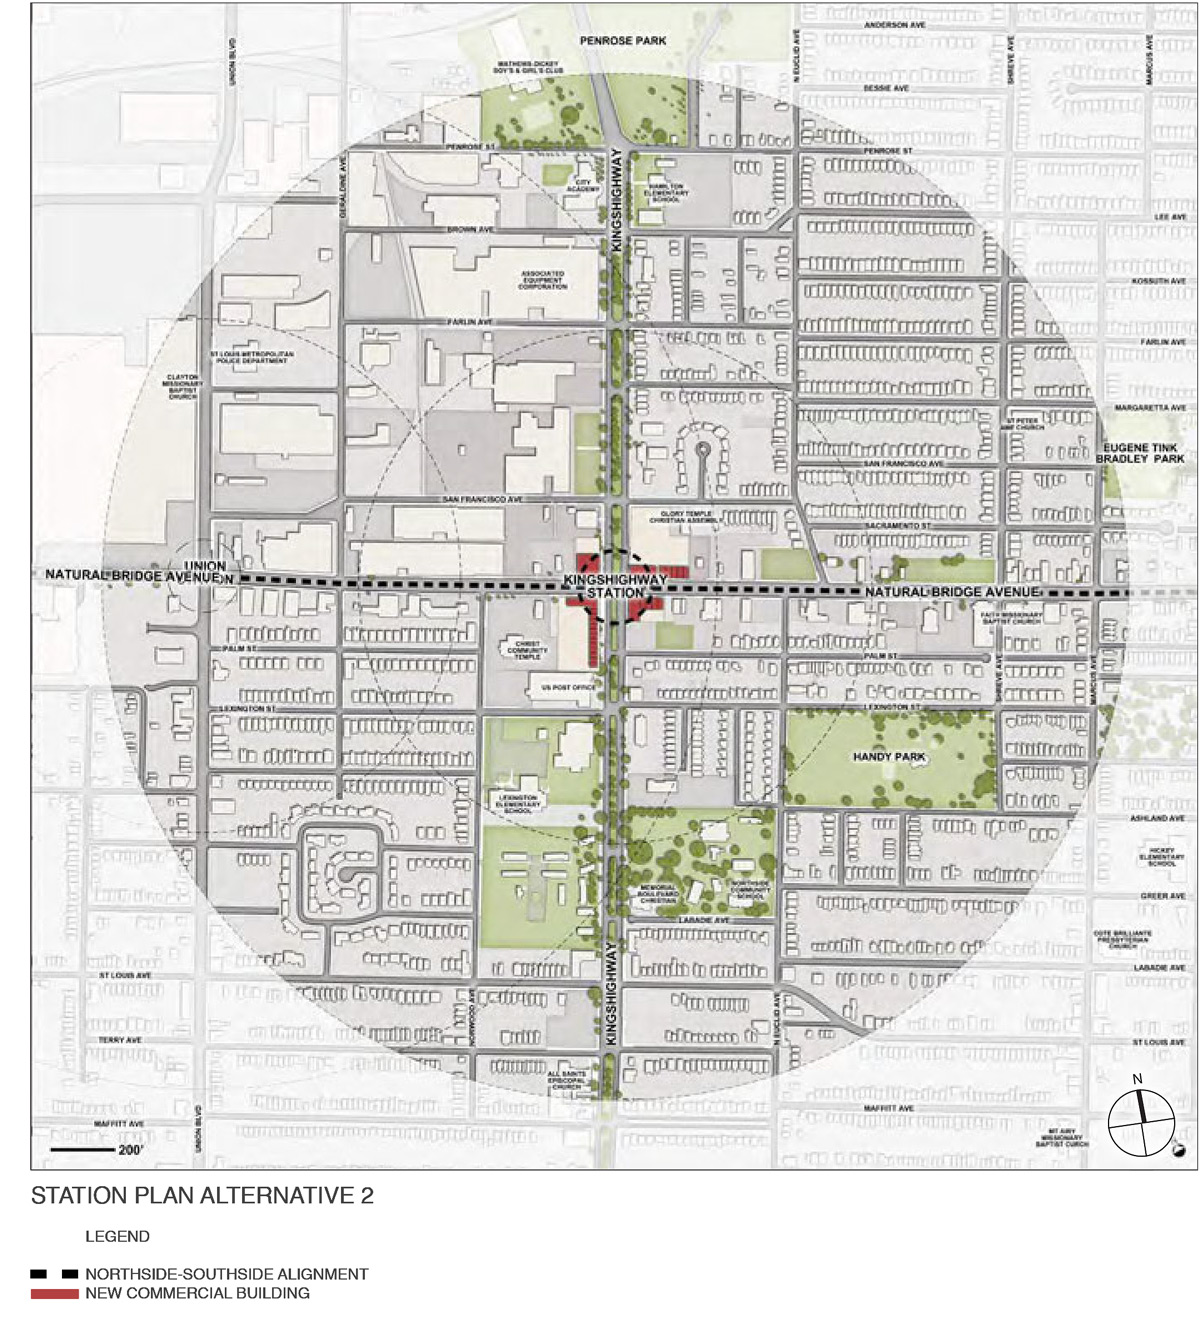 PENROSE PARK
ANDERSON AVE
UNION BLVD
N EUCLID AVE
SHREVE AVE
MARCUS AVE
MATHEWS-DICKEY
BOY'S & GIRL'S CLUB
BESSIE AVE
PENROSE ST
PENROSE ST
GERALDINE AVE
KINGSHIGHWAY
CITY
ACADEMY
HAMILTON
ELEMENTARY
SCHOOL
LEE AVE
BROWN AVE
ASSOCIATED
EQUIPMENT
CORPORATION
KOSSUTH AVE
FARLIN AVE
FARLIN AVE
ST LOUIS METROPOLITAN
POLICE DEPARTMENT
CLAYTON
MISSIONARY
BAPTIST
CHURCH
MARGARETTA AVE
ST PETER
AME CHURCH
EUGENE TINK
BRADLEY PARK
SAN FRANCISCO AVE
SAN FRANCISCO AVE
GLORY TEMPLE
CHRISTIAN ASSEMBLY
SACRAMENTO ST
UNION
NATURAL BRIDGE AVENUE
KINGSHIGHWAY
STATION
NATURAL BRIDGE AVENUE
FAITH MISSIONARY
BAPTIST CHURCH
CHRIST
COMMUNITY
TEMPLE
PALM ST
PALM ST
SHREVE AVE
MARCUS AVE
US POST OFFICE
LEXINGTON ST
LEXINGTON ST
HANDY PARK
LEXINGTON
ELEMENTARY
SCHOOL
ASHLAND AVE
HICKEY
ELEMENTARY
SCHOOL
MEMORIAL
BOULEVARD
CHRISTIAN
NORTHSIDE
COMMUNITY
SCHOOL
GREER AVE
LABADIE AVE
COTE BRILLIANTE
PRESBYTERIAN
CHURCH
KINGSHIGHWAY
ST LOUIS AVE
LABADIE AVE
N EUCLID AVE
TERRY AVE
ST LOUIS AVE
ALL SAINTS
EPISCOPAL
CHURCH
N
MAFFITT AVE
MAFFITT AVE
UNION BLVD
MT AIRY
MISSIONARY
200'
STATION PLAN ALTERNATIVE 2
LEGEND
NORTHSIDE-SOUTHSIDE ALIGNMENT
NEW COMMERCIAL BUILDING